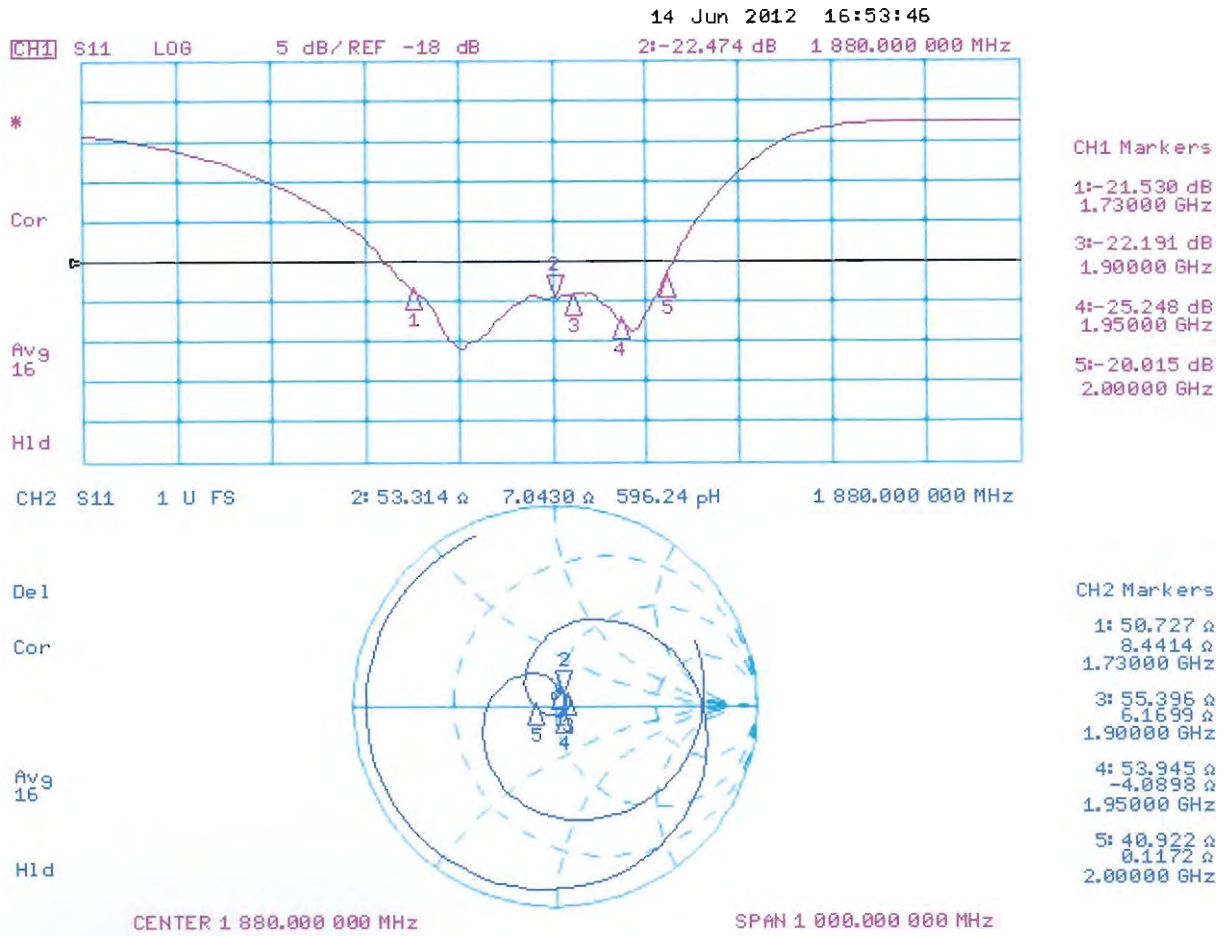 14 Jun 2012 16:53:46
CH1 S11 LOG 5 dB/REF -18 dB 2:-22.474 dB 1 880.000 000 MHz
*
CH1 Markers
1:-21.530 dB
1.73000 GHz
Cor
3:-22.191 dB
1.90000 GHz
2
1
3
4
5
4:-25.248 dB
1.95000 GHz
Avg
16
5:-20.015 dB
2.00000 GHz
Hld
CH2 S11 1 U FS 2: 53.314 Ω 7.0430 Ω 596.24 pH 1 880.000 000 MHz
Del
CH2 Markers
1: 50.727 Ω
8.4414 Ω
1.73000 GHz
Cor
2
3
5
4
3: 55.396 Ω
6.1699 Ω
1.90000 GHz
Avg
16
4: 53.945 Ω
-4.0898 Ω
1.95000 GHz
Hld
5: 40.922 Ω
0.1172 Ω
2.00000 GHz
CENTER 1 880.000 000 MHz SPAN 1 000.000 000 MHz